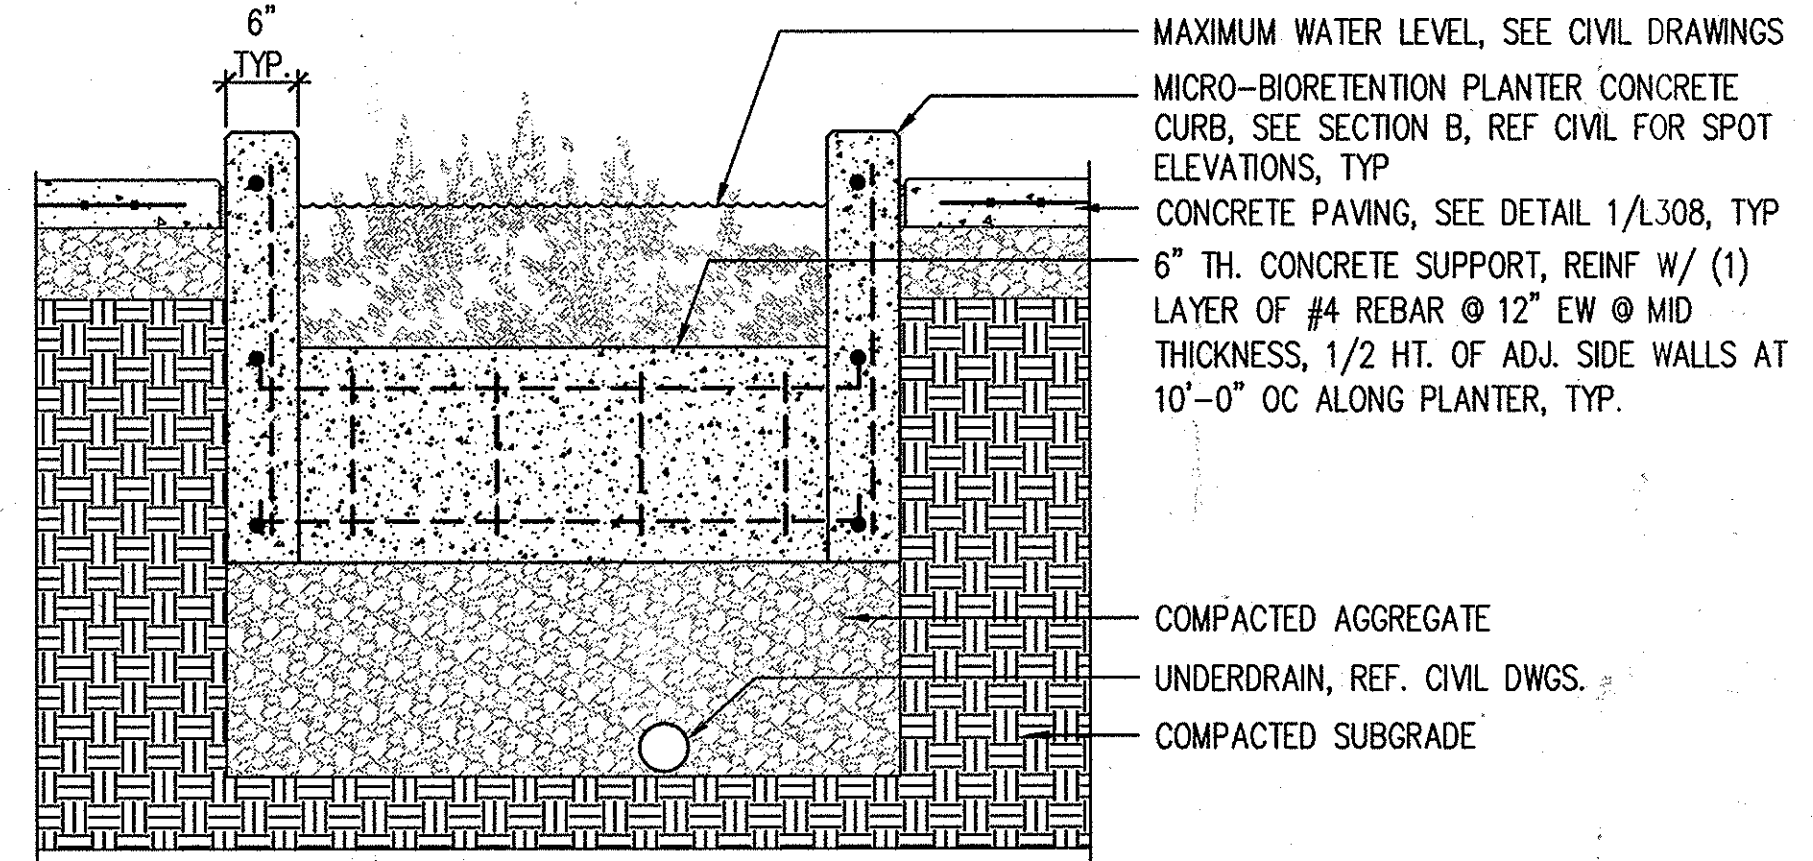 6"
TYP.
MAXIMUM WATER LEVEL, SEE CIVIL DRAWINGS
MICRO-BIORETENTION PLANTER CONCRETE
CURB, SEE SECTION B, REF CIVIL FOR SPOT
ELEVATIONS, TYP
CONCRETE PAVING, SEE DETAIL 1/L308, TYP
6" TH. CONCRETE SUPPORT, REINF W/ (1)
LAYER OF #4 REBAR @ 12" EW @ MID
THICKNESS, 1/2 HT. OF ADJ. SIDE WALLS AT
10'-0" OC ALONG PLANTER, TYP.
COMPACTED AGGREGATE
UNDERDRAIN, REF. CIVIL DWGS.
COMPACTED SUBGRADE